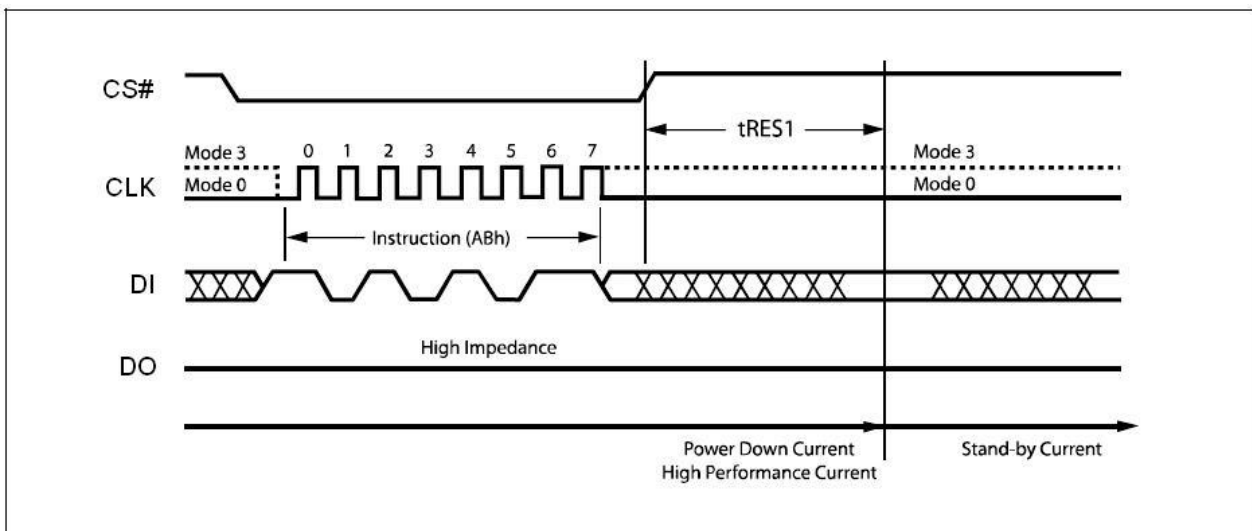 CS#
tRES1
Mode 3 0 1 2 3 4 5 6 7 Mode 3
CLK Mode 0 Mode 0
Instruction (ABh)
DI
High Impedance
DO
Power Down Current Stand-by Current
High Performance Current